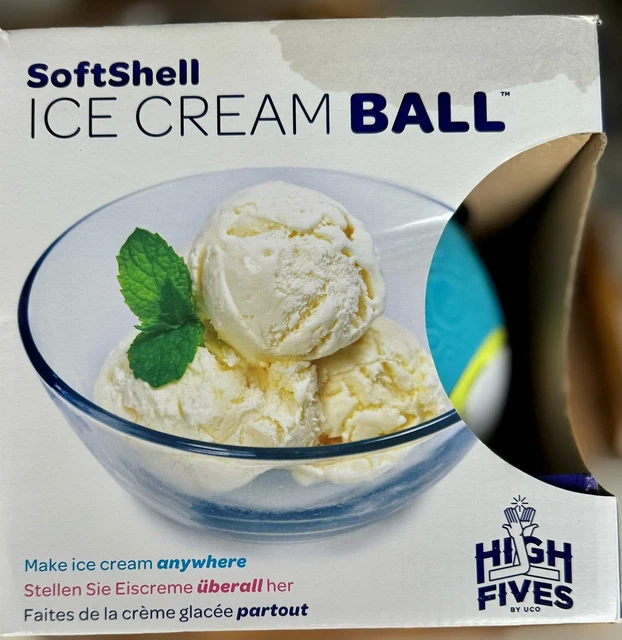 SoftShell
ICE CREAM BALL™
Make ice cream anywhere
Stellen Sie Eiscreme überall her
Faites de la crème glacée partout
HIGH
FIVES
BY UCO